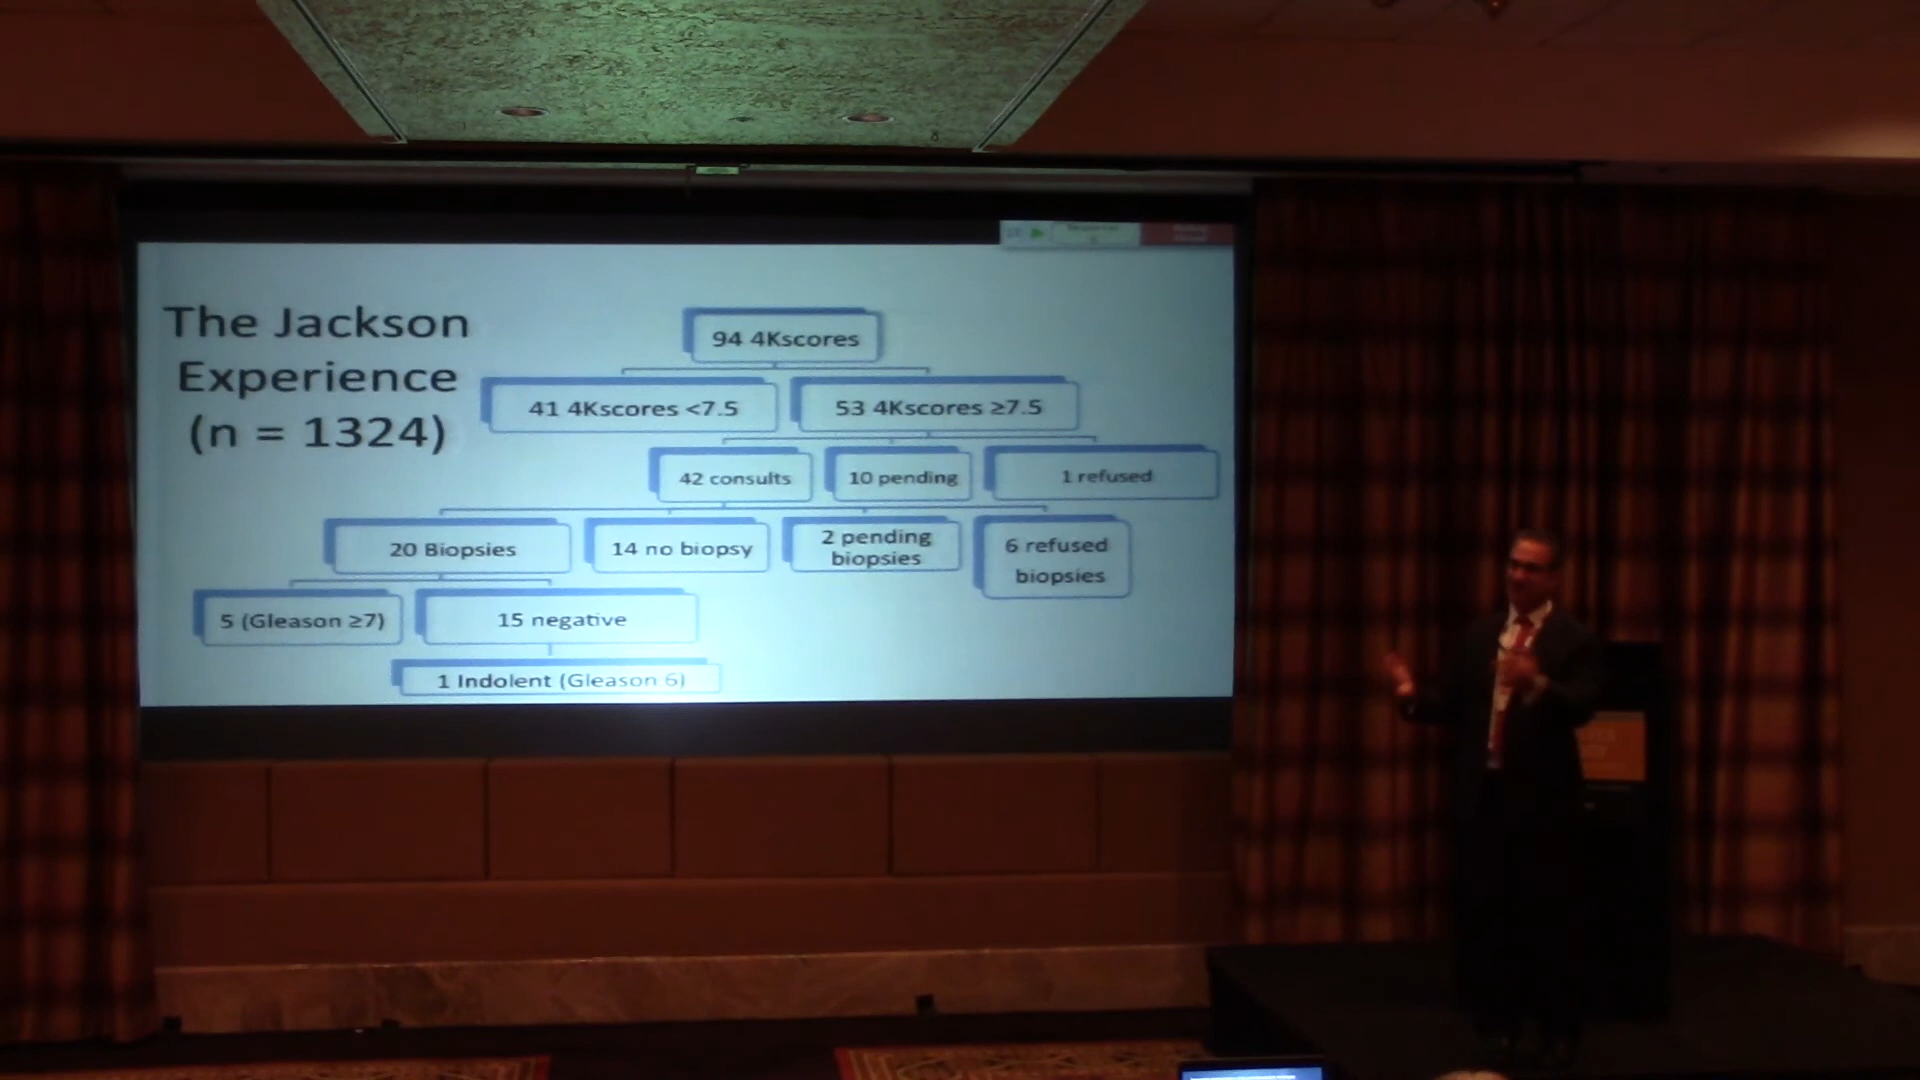 The Jackson
Experience
(n = 1324)
94 4Kscores
41 4Kscores <7.5
53 4Kscores ≥7.5
42 consults
10 pending
1 refused
20 Biopsies
14 no biopsy
2 pending
biopsies
6 refused
biopsies
5 (Gleason ≥7)
15 negative
1 Indolent (Gleason 6)